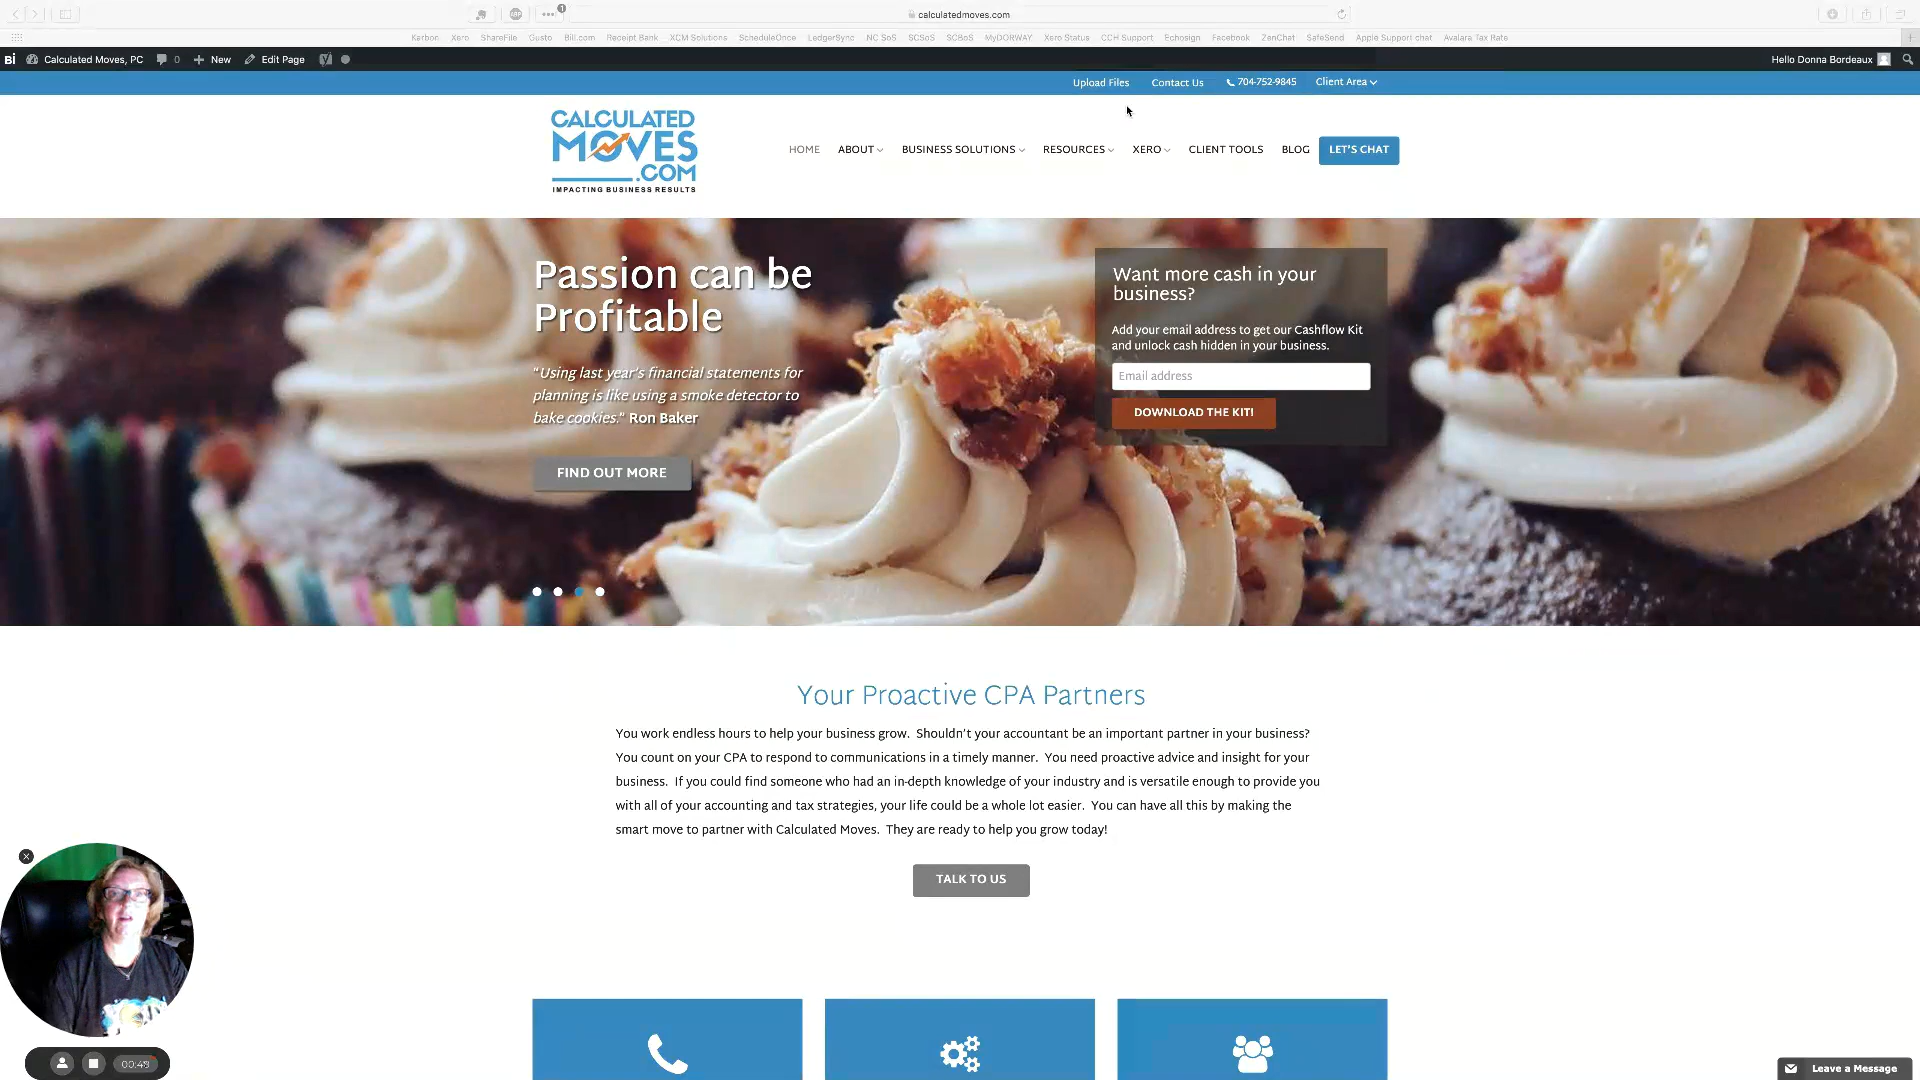 1
calculatedmoves.com
Karbon Xero ShareFile Gusto Bill.com Receipt Bank XCM Solutions ScheduleOnce LedgerSync NC SoS SCSoS SCBoS MyDORWAY Xero Status CCH Support Echosign Facebook ZenChat SafeSend Apple Support chat Avalara Tax Rate
Bi Calculated Moves, PC 0 New Edit Page Hello Donna Bordeaux
Upload Files Contact Us 704-752-9845 Client Area
CALCULATED
MOVES
.COM
IMPACTING BUSINESS RESULTS
HOME ABOUT BUSINESS SOLUTIONS RESOURCES XERO CLIENT TOOLS BLOG LET'S CHAT
Passion can be
Profitable
"Using last year's financial statements for
planning is like using a smoke detector to
bake cookies." Ron Baker
FIND OUT MORE
Want more cash in your
business?
Add your email address to get our Cashflow Kit
and unlock cash hidden in your business.
Email address
DOWNLOAD THE KIT!
Your Proactive CPA Partners
You work endless hours to help your business grow. Shouldn't your accountant be an important partner in your business?
You count on your CPA to respond to communications in a timely manner. You need proactive advice and insight for your
business. If you could find someone who had an in-depth knowledge of your industry and is versatile enough to provide you
with all of your accounting and tax strategies, your life could be a whole lot easier. You can have all this by making the
smart move to partner with Calculated Moves. They are ready to help you grow today!
TALK TO US
Leave a Message